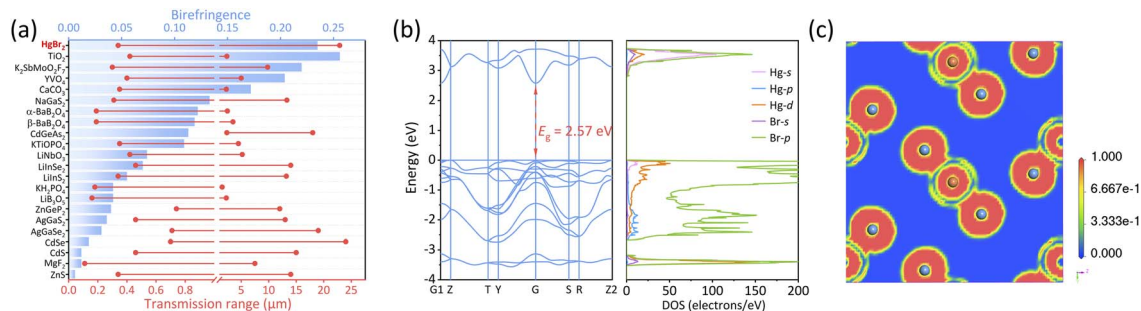 (a)
Birefringence
0.00 0.05 0.10 0.15 0.20 0.25
HgBr₂
TiO₂
K₂SbMoO₂F₇
YVO₄
CaCO₃
NaGaS₂
α-BaB₂O₄
β-BaB₂O₄
CdGeAs₂
KTiOPO₄
LiNbO₃
LiInSe₂
LiInS₂
KH₂PO₄
LiB₃O₅
ZnGeP₂
AgGaS₂
AgGaSe₂
CdSe
CdS
MgF₂
ZnS
0.0 0.2 0.4 0.8 10 15 20 25
Transmission range (μm)
(b)
Energy (eV)
4
3
2
1
0
-1
-2
-3
-4
E g = 2.57 eV
G1 Z T Y G S R Z2
Hg-s
Hg-p
Hg-d
Br-s
Br-p
0 50 100 150 200
DOS (electrons/eV)
(c)
1.000
6.667e-1
3.3333e-1
0.000